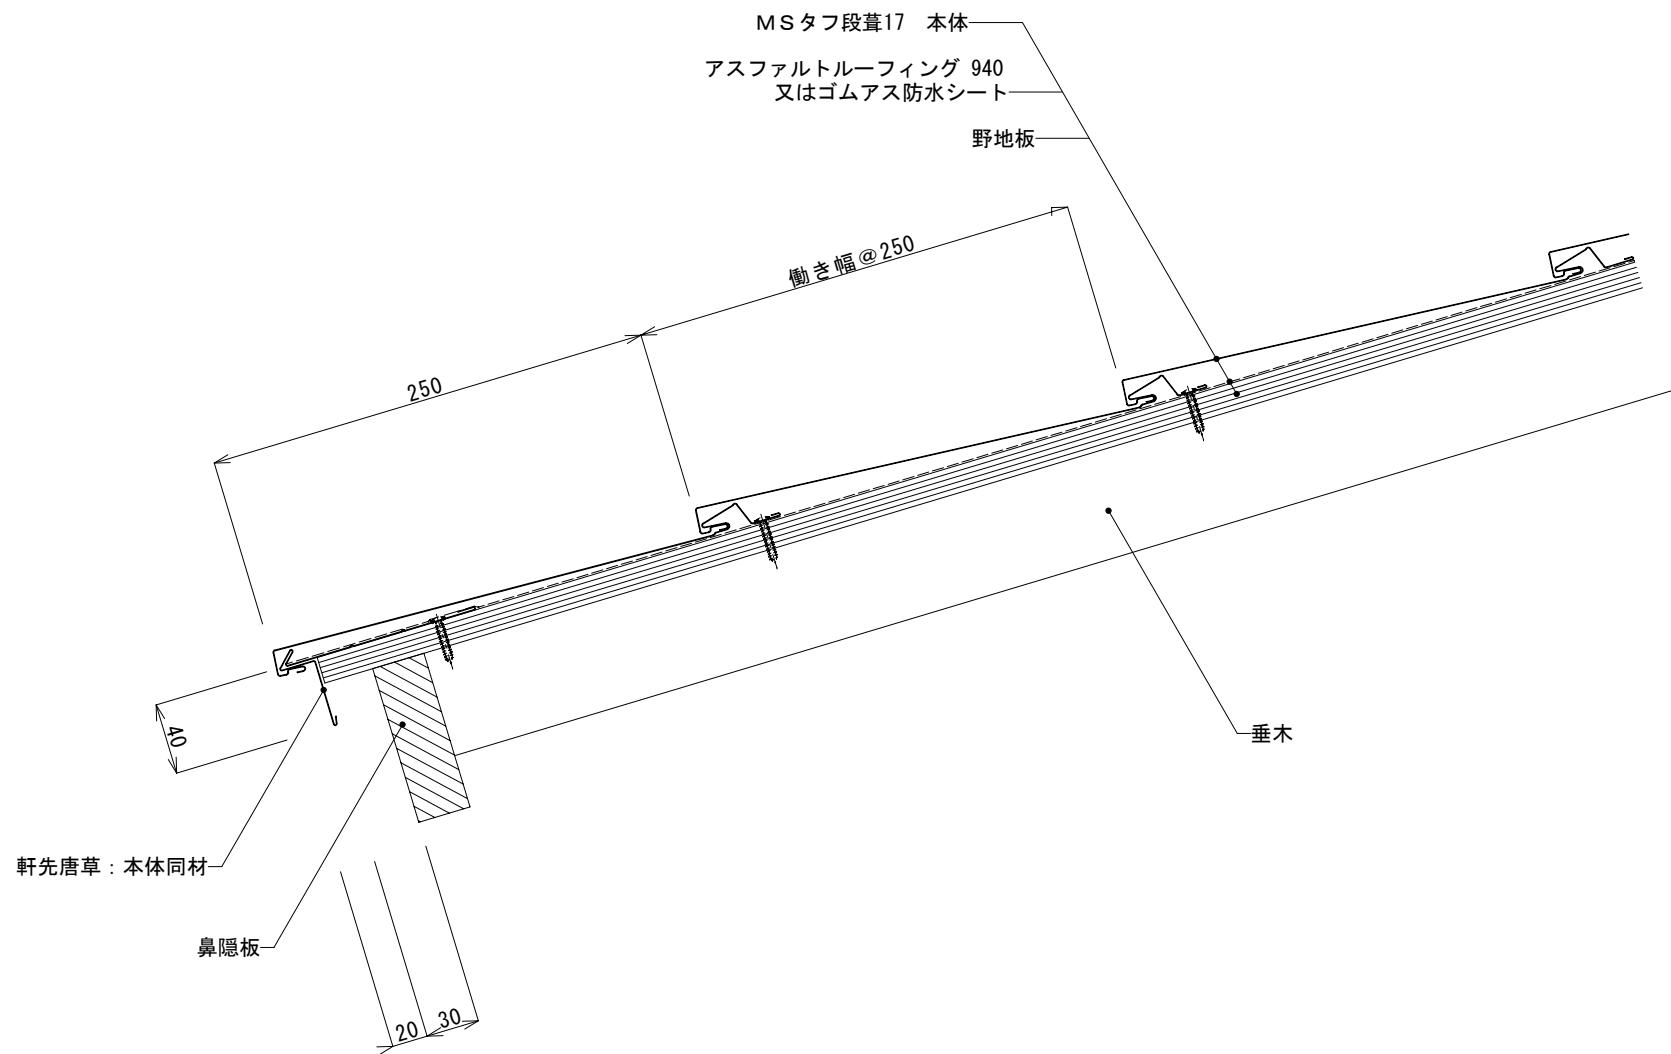 ＭＳタフ段葺17　本体
アスファルトルーフィング 940
又はゴムアス防水シート
野地板
働き幅@250
250
40
垂木
軒先唐草：本体同材
鼻隠板
20
30